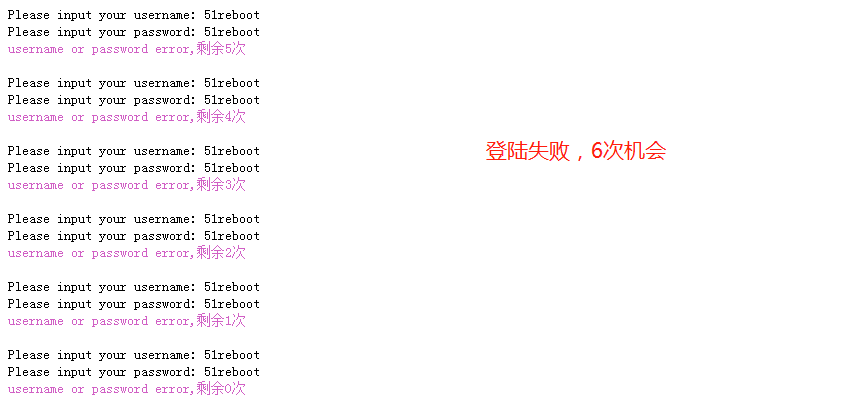 Please input your username: 51reboot
Please input your password: 51reboot
username or password error,剩余5次
Please input your username: 51reboot
Please input your password: 51reboot
username or password error,剩余4次
登陆失败，6次机会
Please input your username: 51reboot
Please input your password: 51reboot
username or password error,剩余3次
Please input your username: 51reboot
Please input your password: 51reboot
username or password error,剩余2次
Please input your username: 51reboot
Please input your password: 51reboot
username or password error,剩余1次
Please input your username: 51reboot
Please input your password: 51reboot
username or password error,剩余0次